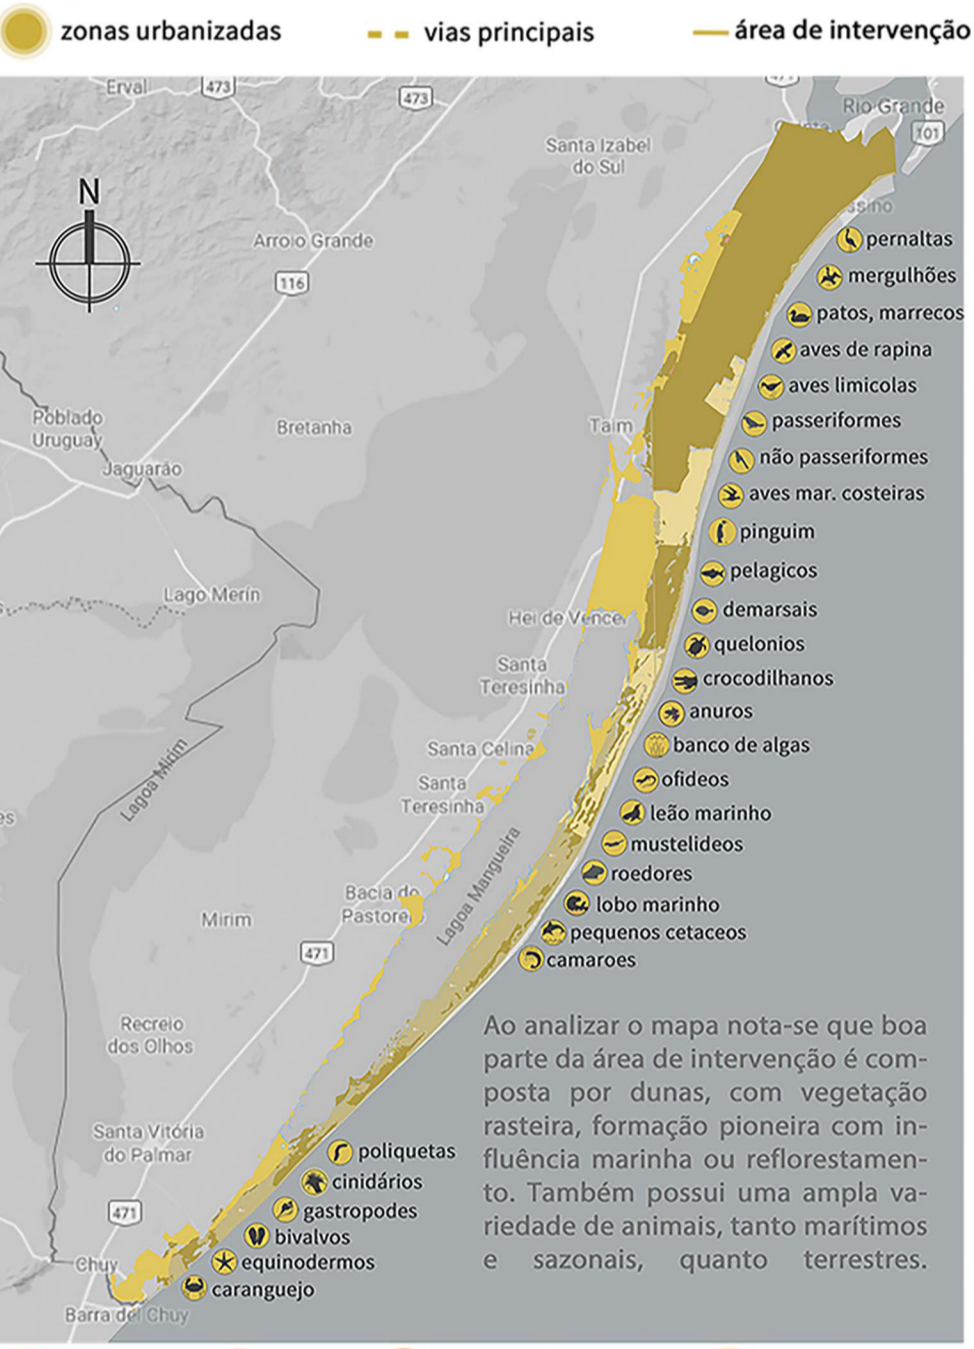 zonas urbanizadas
vias principais
área de intervenção
Erval
473
473
Rio Grande
101
Santa Izabel
do Sul
ssino
Arroio Grande
116
N
pernaltas
mergulhões
patos, marrecos
aves de rapina
aves limicolas
passeriformes
não passeriformes
aves mar. costeiras
pinguim
pelagicos
demarsais
quelonios
crocodilhanos
anuros
banco de algas
ofideos
leão marinho
mustelideos
roedores
lobo marinho
pequenos cetaceos
camaroes
Poblado
Uruguay
Bretanha
Taim
Jaguarão
Lago Merín
Hei de Vencer
Santa
Teresinha
Santa Celina
Santa
Teresinha
Lagoa Mirim
es
Lagoa Mangueira
Bacia do
Pastore
Mirim
471
Recreio
dos Olhos
Santa Vitória
do Palmar
471
Chuy
Barra del Chuy
poliquetas
cinidários
gastropodes
bivalvos
equinodermos
caranguejo
Ao analizar o mapa nota-se que boa
parte da área de intervenção é com-
posta por dunas, com vegetação
rasteira, formação pioneira com in-
fluência marinha ou reflorestamen-
to. Também possui uma ampla va-
riedade de animais, tanto marítimos
e sazonais, quanto terrestres.